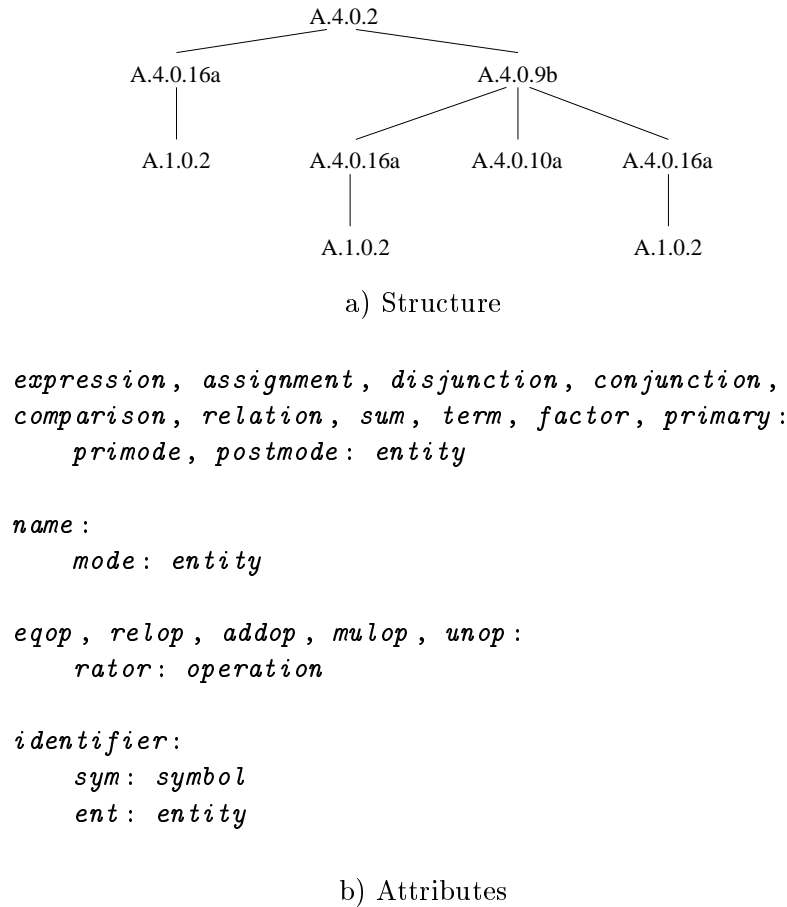 A.4.0.2
A.4.0.16a A.4.0.9b
A.1.0.2 A.4.0.16a A.4.0.10a A.4.0.16a
A.1.0.2 A.1.0.2
a) Structure
expression, assignment, disjunction, conjunction,
comparison, relation, sum, term, factor, primary:
primode, postmode: entity
name:
mode: entity
eqop, relop, addop, mulop, unop:
rator: operation
identifier:
sym: symbol
ent: entity
b) Attributes